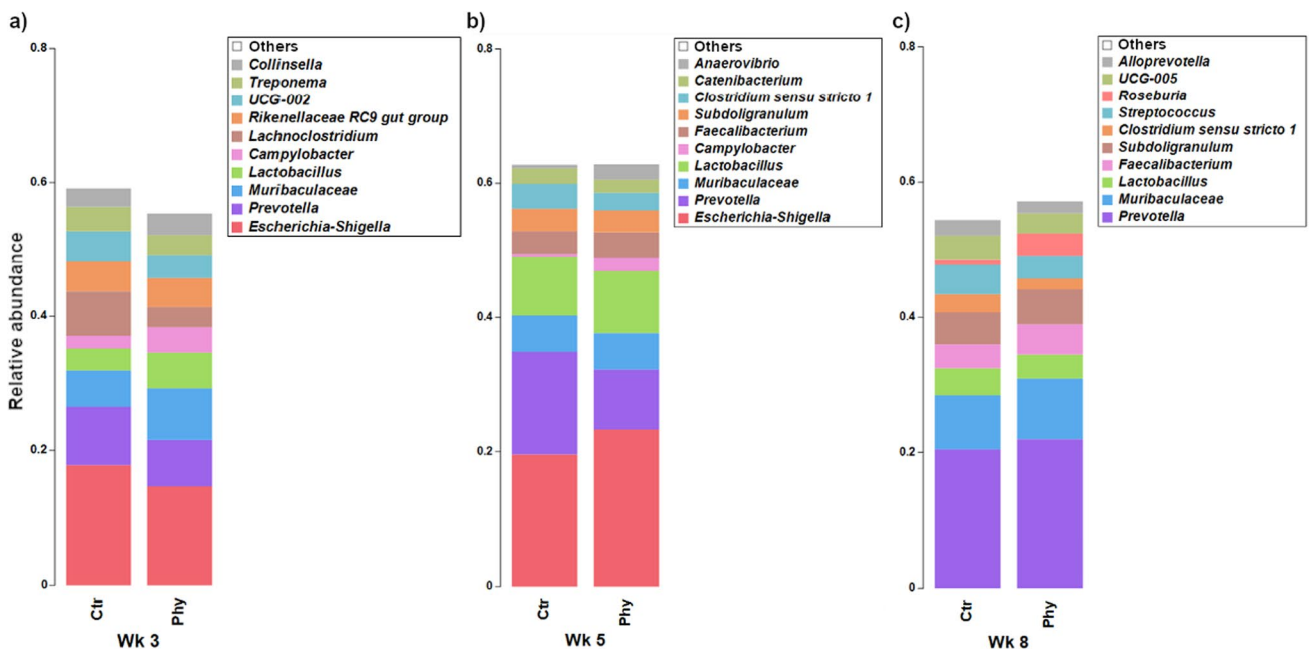 a)
0.8
0.6
0.4
0.2
0
Relative abundance
Others
Collinsella
Treponema
UCG-002
Rikenellaceae RC9 gut group
Lachnoclostridium
Campylobacter
Lactobacillus
Muribaculaceae
Prevotella
Escherichia-Shigella
Ctr
Phy
Wk 3
b)
0.8
0.6
0.4
0.2
0
Others
Anaerovibrio
Catenibacterium
Clostridium sensu stricto 1
Subdoligranulum
Faecalibacterium
Campylobacter
Lactobacillus
Muribaculaceae
Prevotella
Escherichia-Shigella
Ctr
Phy
Wk 5
c)
0.8
0.6
0.4
0.2
0
Others
Alloprevotella
UCG-005
Roseburia
Streptococcus
Clostridium sensu stricto 1
Subdoligranulum
Faecalibacterium
Lactobacillus
Muribaculaceae
Prevotella
Ctr
Phy
Wk 8